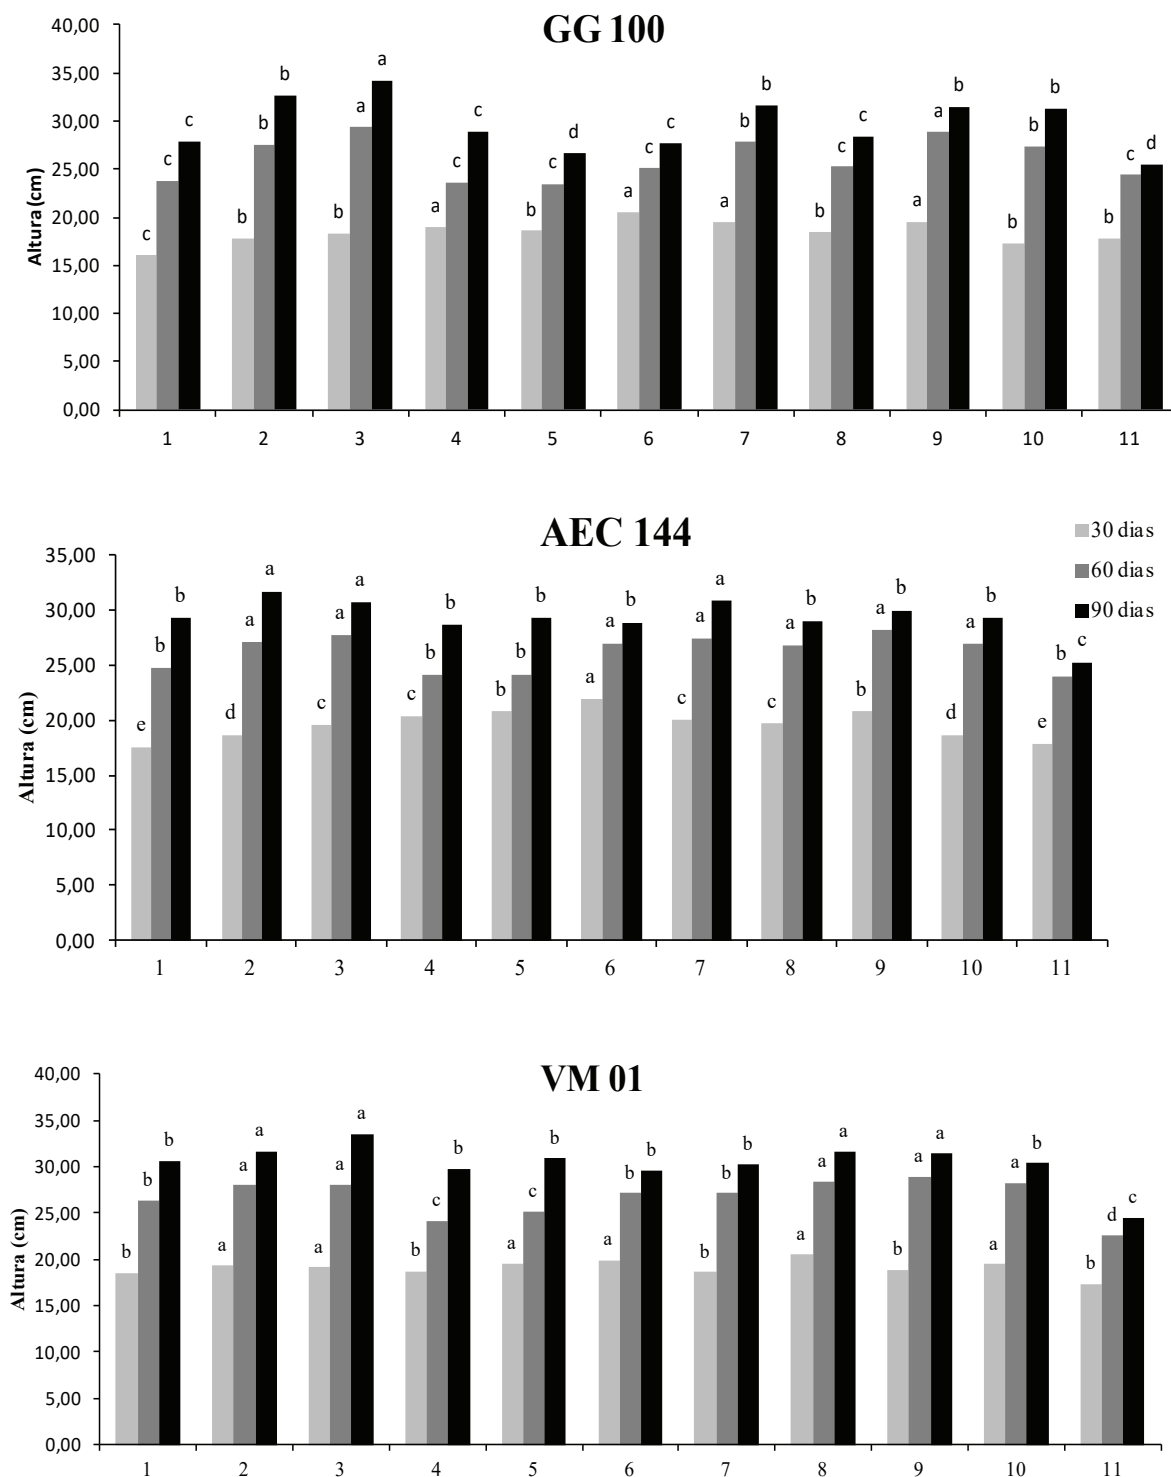 GG 100
Altura (cm)
40,00
35,00
30,00
25,00
20,00
15,00
10,00
5,00
0,00
c c c
b b b
b a a
a c c
b c d
a c c
a b b
b c c
a a b
b b b
b c d
1 2 3 4 5 6 7 8 9 10 11
AEC 144
30 dias
60 dias
90 dias
Altura (cm)
35,00
30,00
25,00
20,00
15,00
10,00
5,00
0,00
e b b
d a a
c a a
c b b
b b b
a a b
c a a
c a b
b a b
d a b
e b c
1 2 3 4 5 6 7 8 9 10 11
VM 01
Altura (cm)
40,00
35,00
30,00
25,00
20,00
15,00
10,00
5,00
0,00
b b b
a a a
a a a
b c b
a c b
a b b
b b b
a a a
b a a
a a b
b d c
1 2 3 4 5 6 7 8 9 10 11